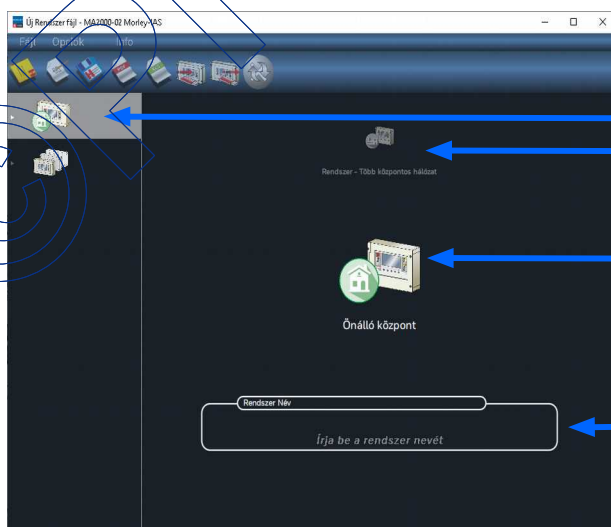 Új Rendszer fájl - MA2000-02 Morley-IAS
Fájl Opciók Info
Rendszer - Több központos hálózat
Önálló központ
Rendszer Név
Írja be a rendszer nevét